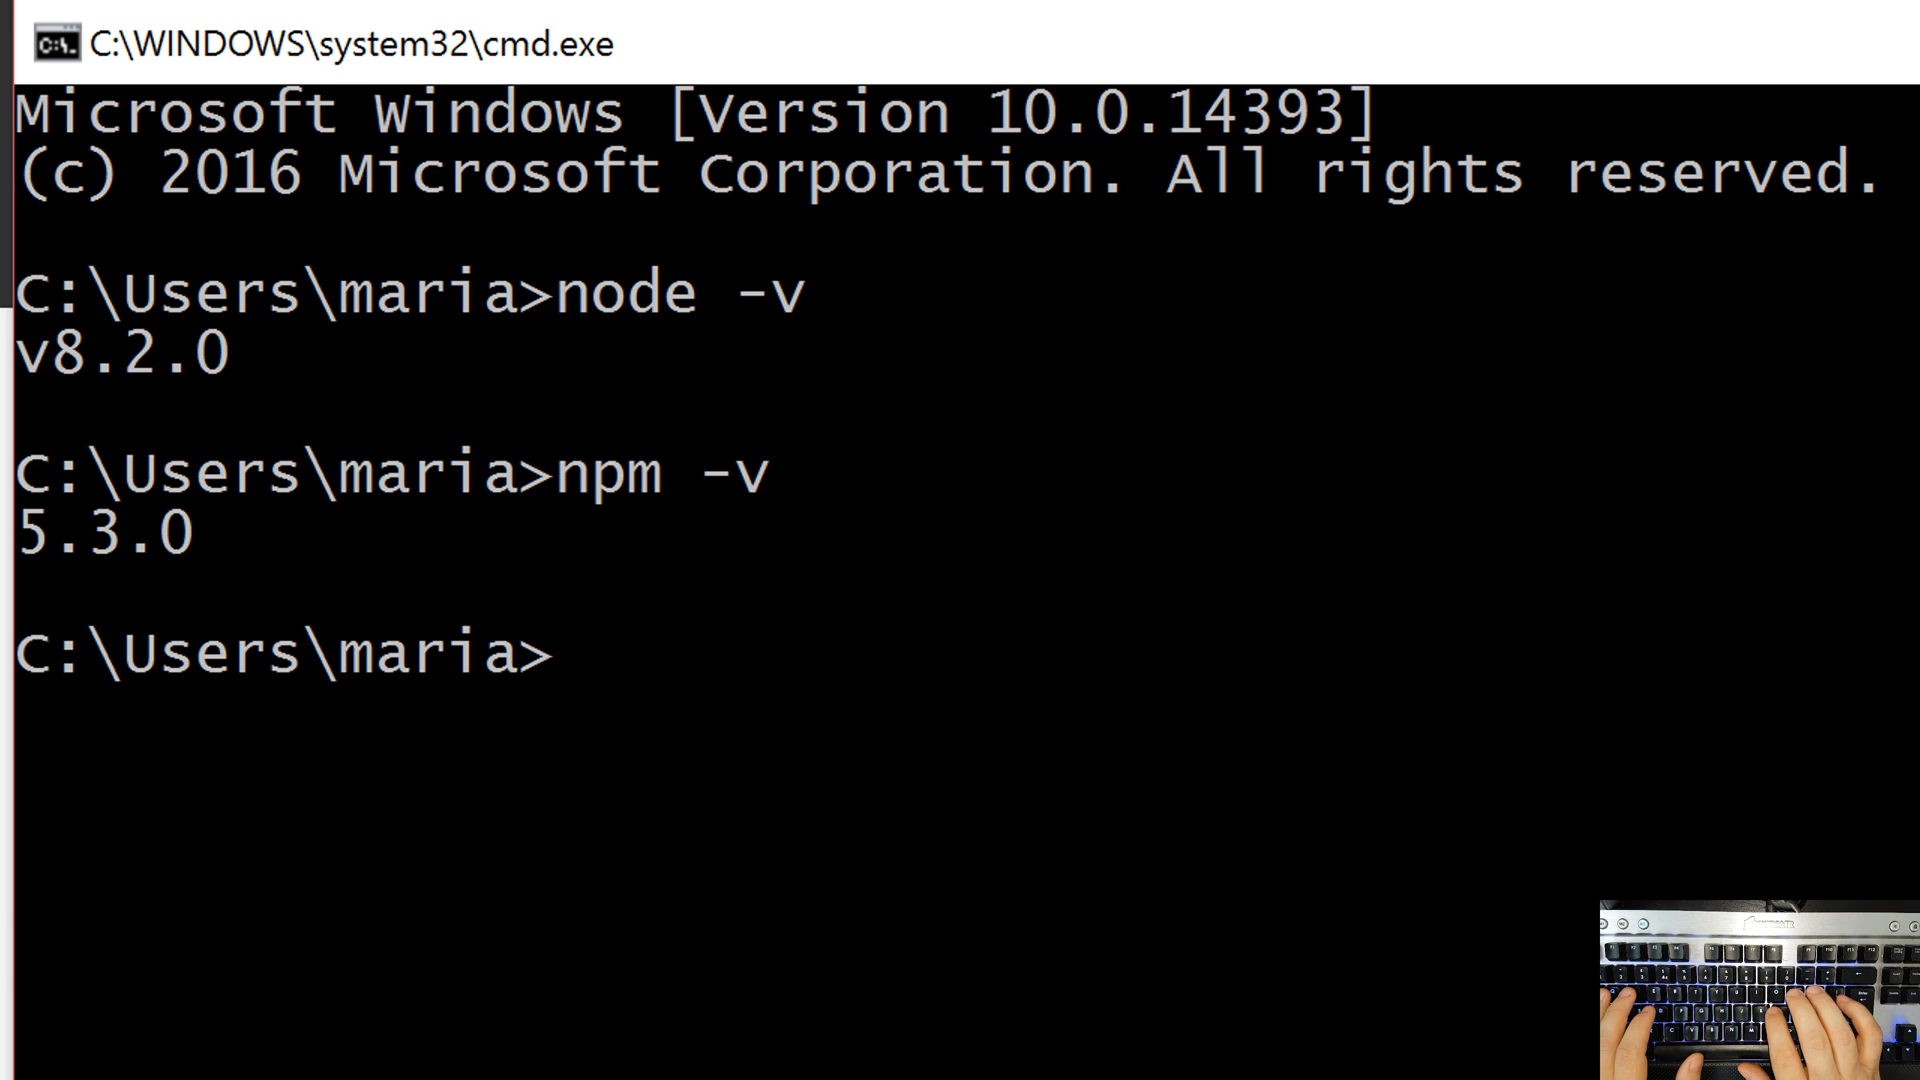 C:\WINDOWS\system32\cmd.exe
Microsoft Windows [Version 10.0.14393]
(c) 2016 Microsoft Corporation. All rights reserved.
C:\Users\maria>node -v
v8.2.0
C:\Users\maria>npm -v
5.3.0
C:\Users\maria>